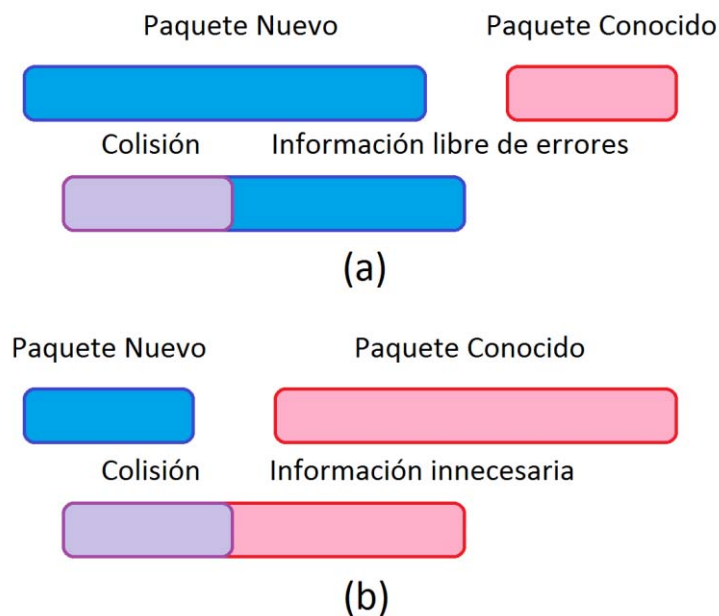 Paquete Nuevo Paquete Conocido
Colisión Información libre de errores
(a)
Paquete Nuevo Paquete Conocido
Colisión Información innecesaria
(b)